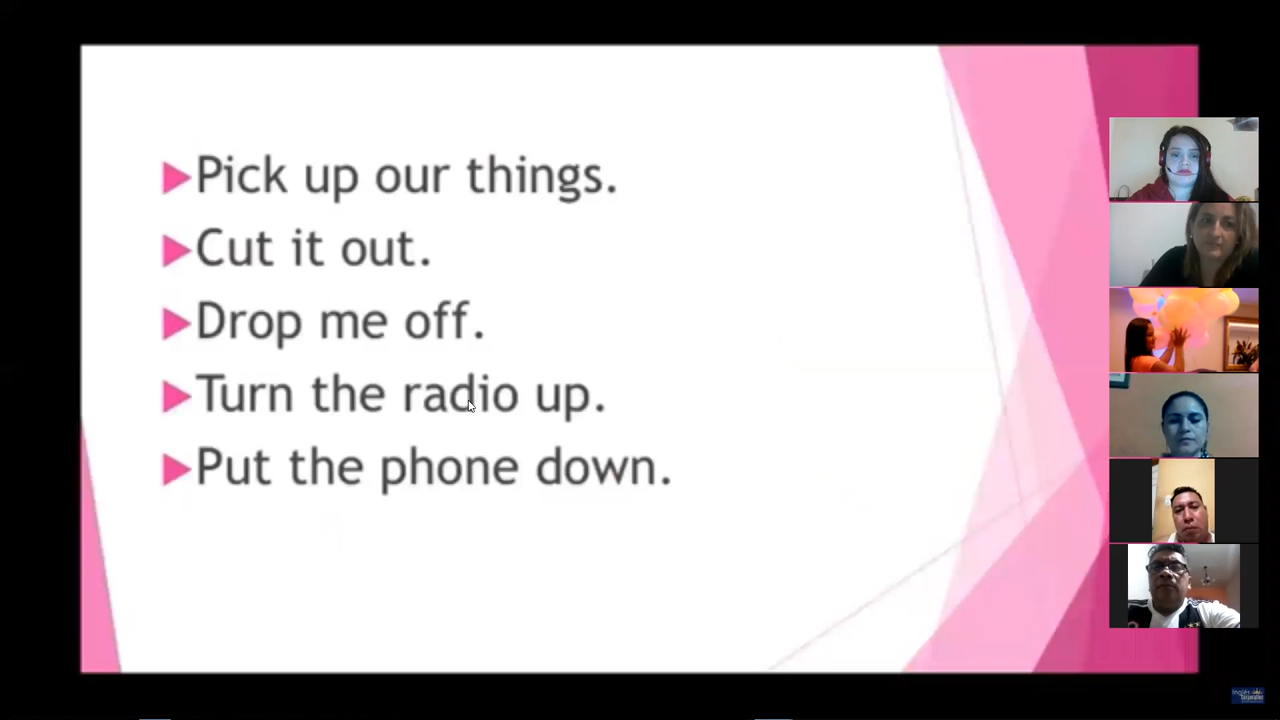 Pick up our things.
Cut it out.
Drop me off.
Turn the radio up.
Put the phone down.